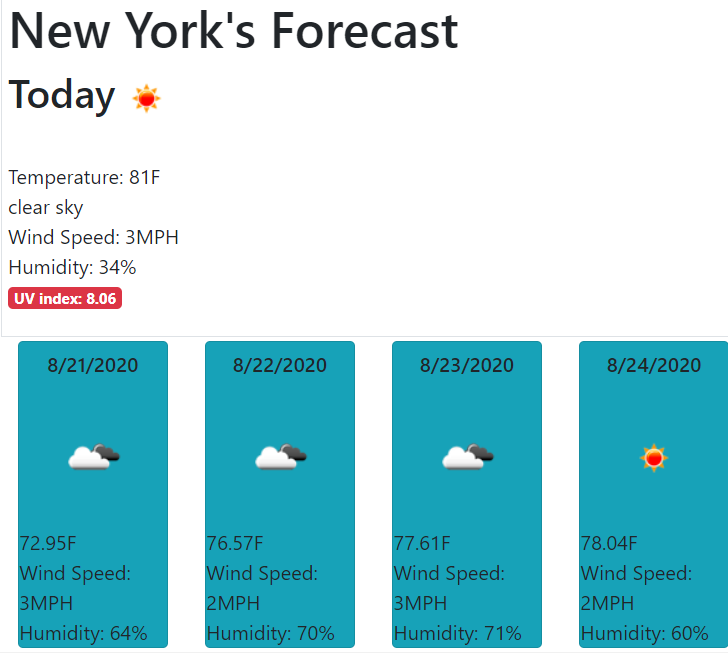 New York's Forecast
Today
Temperature: 81F
clear sky
Wind Speed: 3MPH
Humidity: 34%
UV index: 8.06
8/21/2020
72.95F
Wind Speed:
3MPH
Humidity: 64%
8/22/2020
76.57F
Wind Speed:
2MPH
Humidity: 70%
8/23/2020
77.61F
Wind Speed:
3MPH
Humidity: 71%
8/24/2020
78.04F
Wind Speed:
2MPH
Humidity: 60%